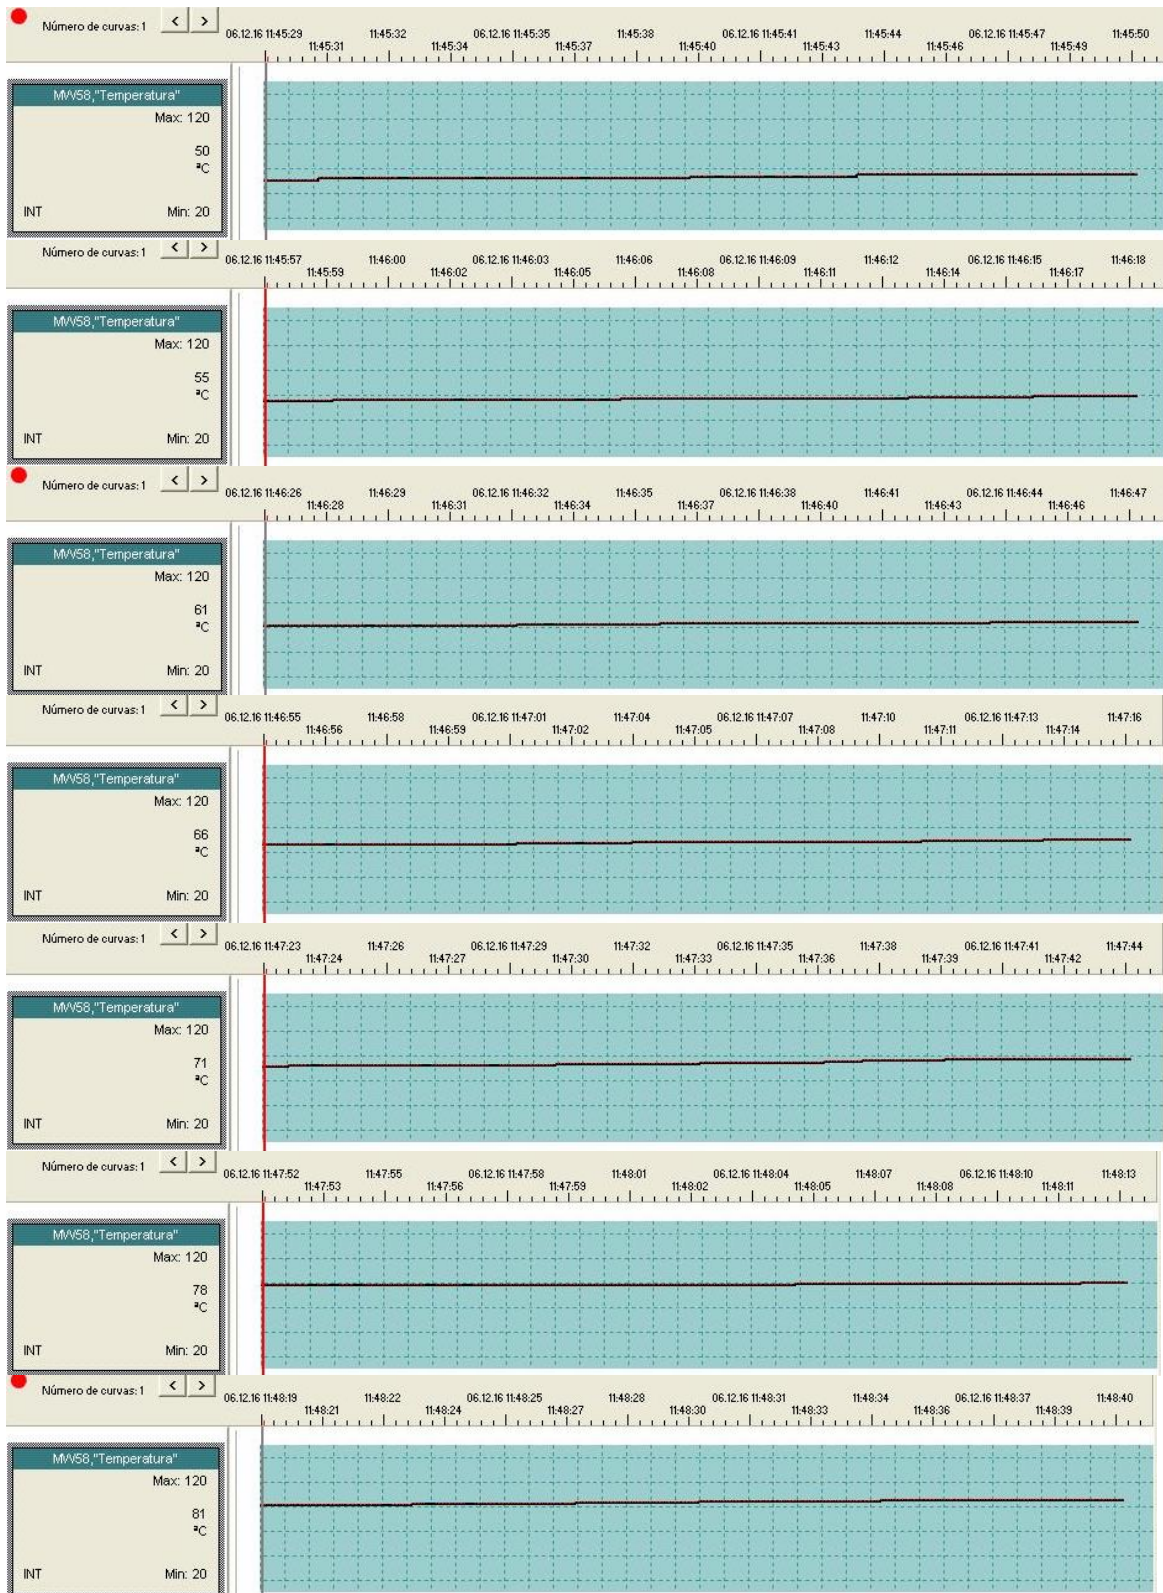 Número de curvas: 1 < >
06.12.16 11:45:29 11:45:32 06.12.16 11:45:35 11:45:38 06.12.16 11:45:41 11:45:44 06.12.16 11:45:47 11:45:50
11:45:31 11:45:34 11:45:37 11:45:40 11:45:43 11:45:46 11:45:49
MW58,"Temperatura"
Max: 120
50
ªC
INT Min: 20
Número de curvas: 1 < >
06.12.16 11:45:57 11:46:00 06.12.16 11:46:03 11:46:06 06.12.16 11:46:09 11:46:12 06.12.16 11:46:15 11:46:18
11:45:59 11:46:02 11:46:05 11:46:08 11:46:11 11:46:14 11:46:17
MW58,"Temperatura"
Max: 120
55
ªC
INT Min: 20
Número de curvas: 1 < >
06.12.16 11:46:26 11:46:29 06.12.16 11:46:32 11:46:35 06.12.16 11:46:38 11:46:41 06.12.16 11:46:44 11:46:47
11:46:28 11:46:31 11:46:34 11:46:37 11:46:40 11:46:43 11:46:46
MW58,"Temperatura"
Max: 120
61
ªC
INT Min: 20
Número de curvas: 1 < >
06.12.16 11:46:55 11:46:58 06.12.16 11:47:01 11:47:04 06.12.16 11:47:07 11:47:10 06.12.16 11:47:13 11:47:16
11:46:56 11:46:59 11:47:02 11:47:05 11:47:08 11:47:11 11:47:14
MW58,"Temperatura"
Max: 120
66
ªC
INT Min: 20
Número de curvas: 1 < >
06.12.16 11:47:23 11:47:26 06.12.16 11:47:29 11:47:32 06.12.16 11:47:35 11:47:38 06.12.16 11:47:41 11:47:44
11:47:24 11:47:27 11:47:30 11:47:33 11:47:36 11:47:39 11:47:42
MW58,"Temperatura"
Max: 120
71
ªC
INT Min: 20
Número de curvas: 1 < >
06.12.16 11:47:52 11:47:55 06.12.16 11:47:58 11:48:01 06.12.16 11:48:04 11:48:07 06.12.16 11:48:10 11:48:13
11:47:53 11:47:56 11:47:59 11:48:02 11:48:05 11:48:08 11:48:11
MW58,"Temperatura"
Max: 120
78
ªC
INT Min: 20
Número de curvas: 1 < >
06.12.16 11:48:19 11:48:22 06.12.16 11:48:25 11:48:28 06.12.16 11:48:31 11:48:34 06.12.16 11:48:37 11:48:40
11:48:21 11:48:24 11:48:27 11:48:30 11:48:33 11:48:36 11:48:39
MW58,"Temperatura"
Max: 120
81
ªC
INT Min: 20